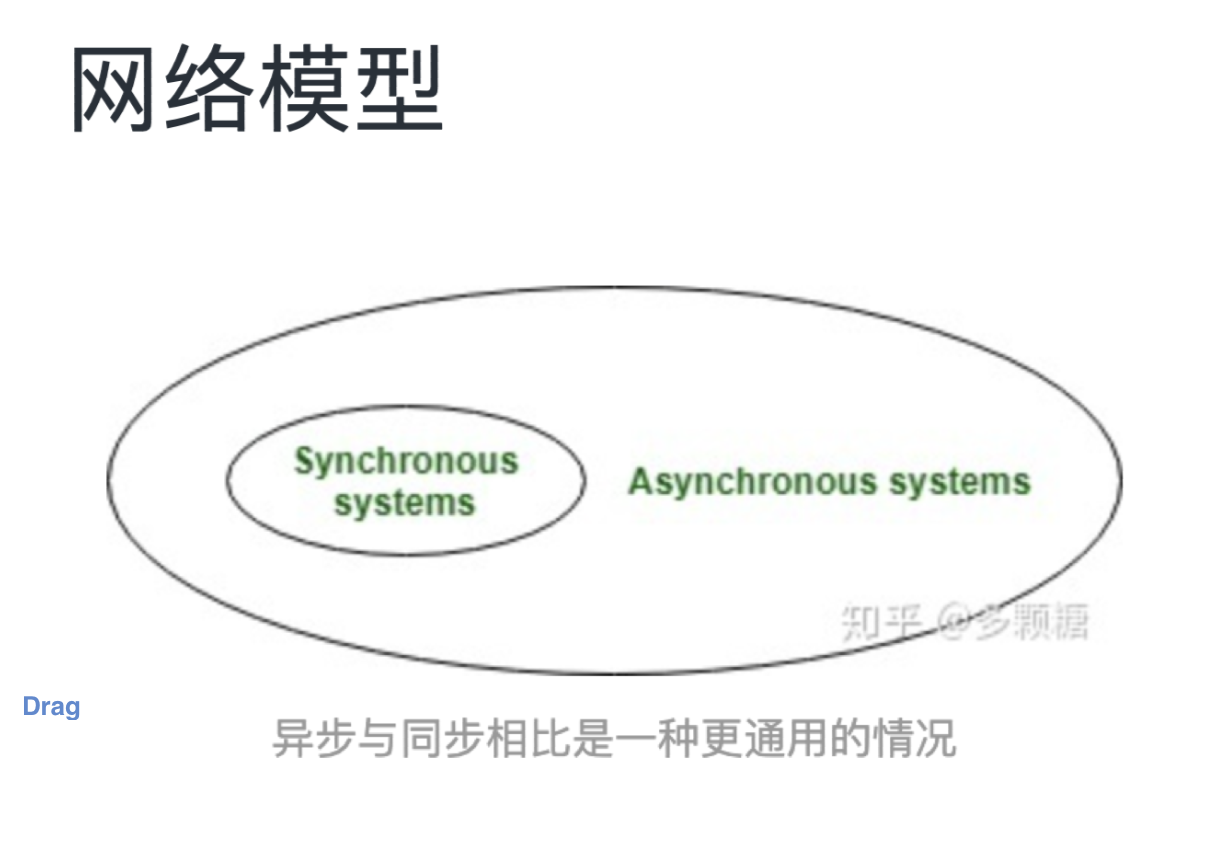 网络模型
Synchronous
systems
Asynchronous systems
知乎 @多颗糖
Drag
异步与同步相比是一种更通用的情况